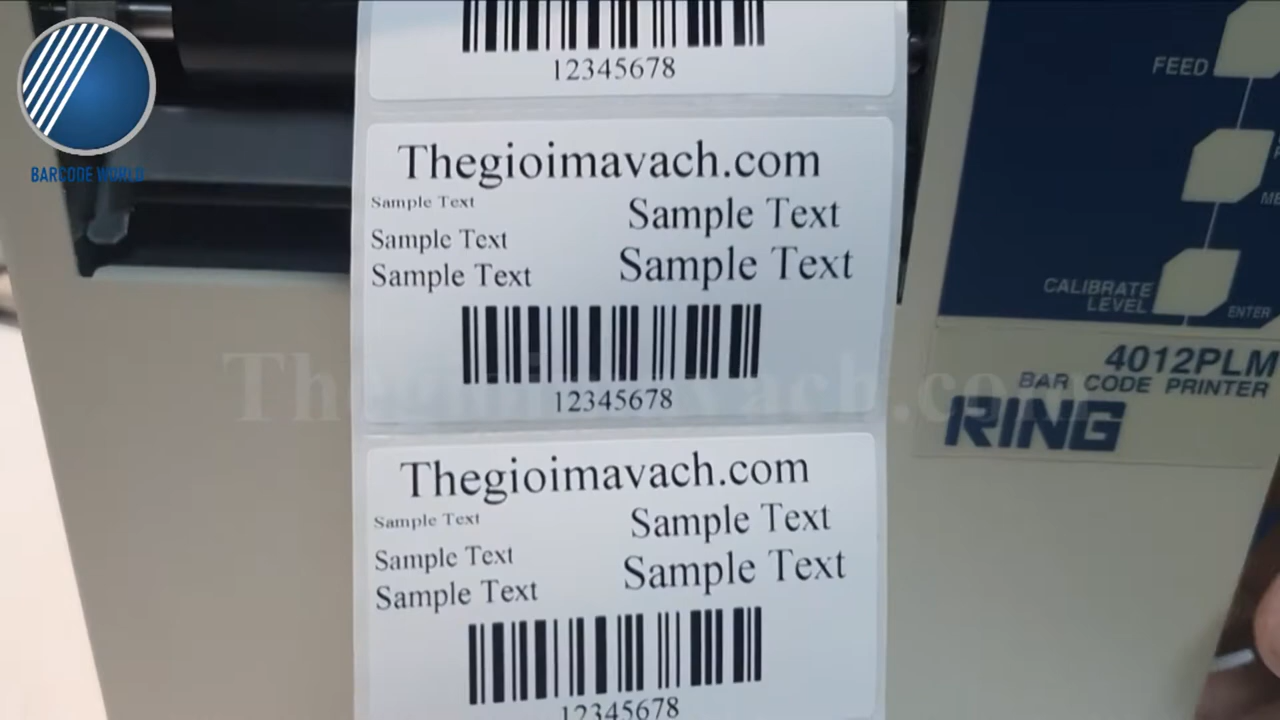 BARCODE WORLD
12345678
Thegioimavach.com
Sample Text
Sample Text
Sample Text
Sample Text
Sample Text
12345678
Thegioimavach.com
Sample Text
Sample Text
Sample Text
Sample Text
Sample Text
12345678
FEED
CALIBRATE
LEVEL
ENTER
4012PLM
BAR CODE PRINTER
RING
Thegioimavach.com